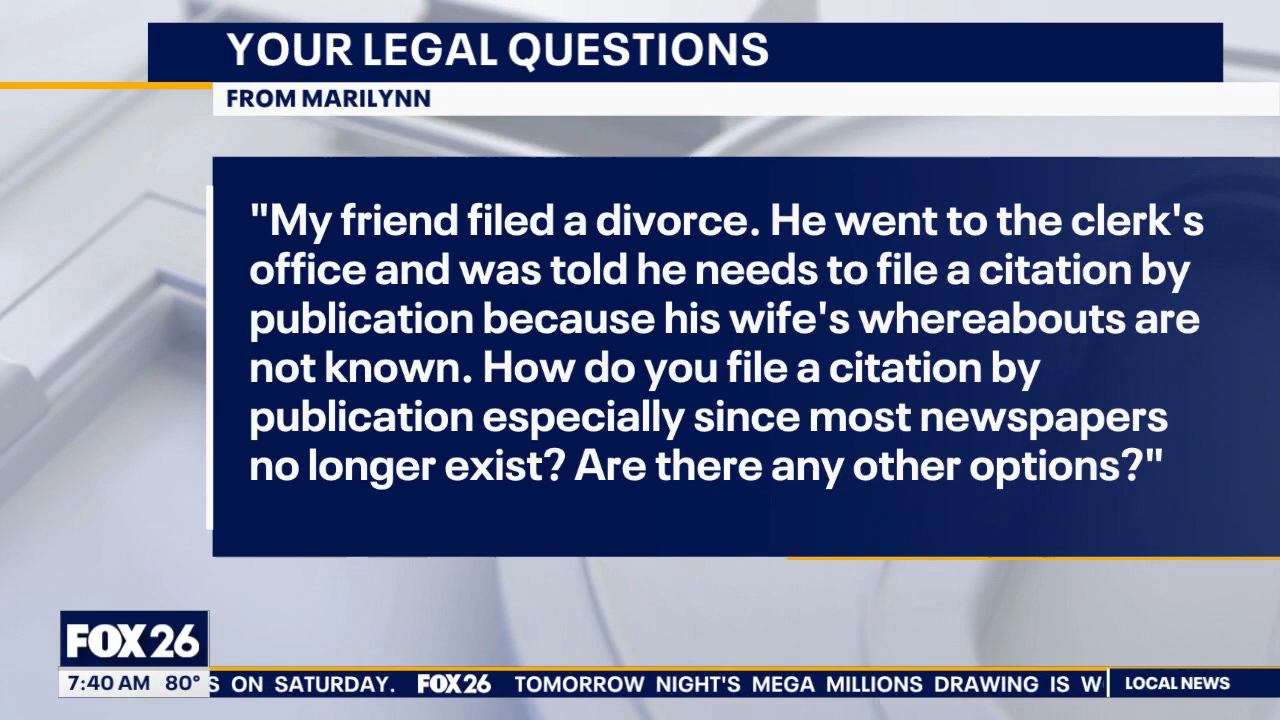 YOUR LEGAL QUESTIONS
FROM MARILYNN
"My friend filed a divorce. He went to the clerk's
office and was told he needs to file a citation by
publication because his wife's whereabouts are
not known. How do you file a citation by
publication especially since most newspapers
no longer exist? Are there any other options?"
FOX 26
7:40 AM 80° S ON SATURDAY. FOX 26 TOMORROW NIGHT'S MEGA MILLIONS DRAWING IS W LOCAL NEWS